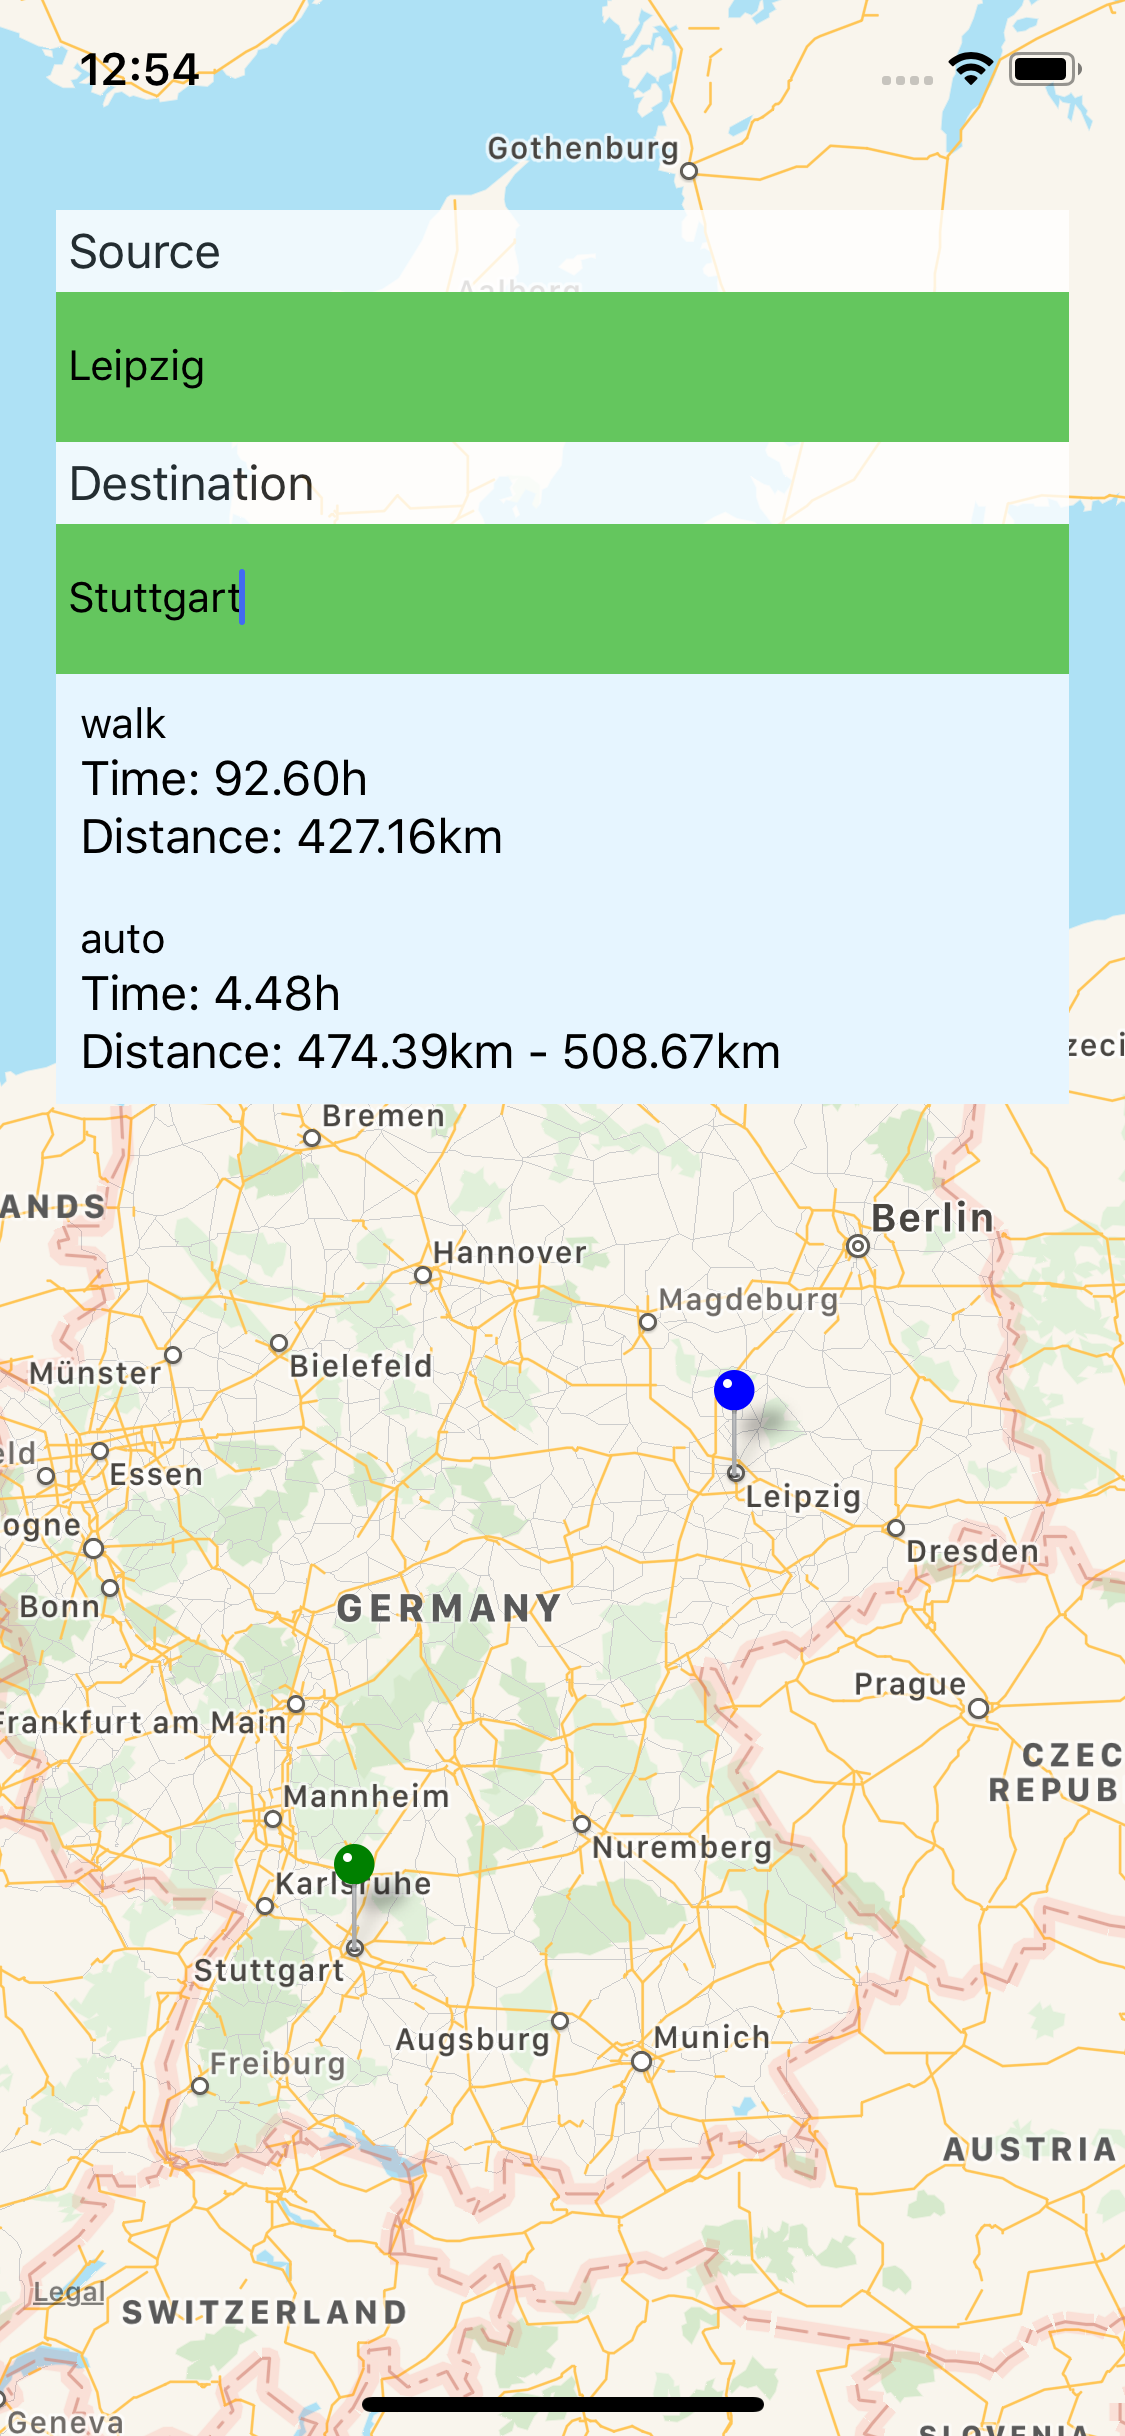 12:54
Gothenburg
Source
Aalborg
Leipzig
Destination
Stuttgart
walk
Time: 92.60h
Distance: 427.16km
auto
Time: 4.48h
Distance: 474.39km - 508.67km
zeci
Bremen
ANDS
Berlin
Hannover
Magdeburg
Bielefeld
Münster
eld
Essen
Leipzig
ogne
Dresden
Bonn
GERMANY
Prague
Frankfurt am Main
CZEC
REPUB
Mannheim
Nuremberg
Karlsruhe
Stuttgart
Augsburg
Munich
Freiburg
AUSTRIA
Legal
SWITZERLAND
Geneva
SLOVENIA